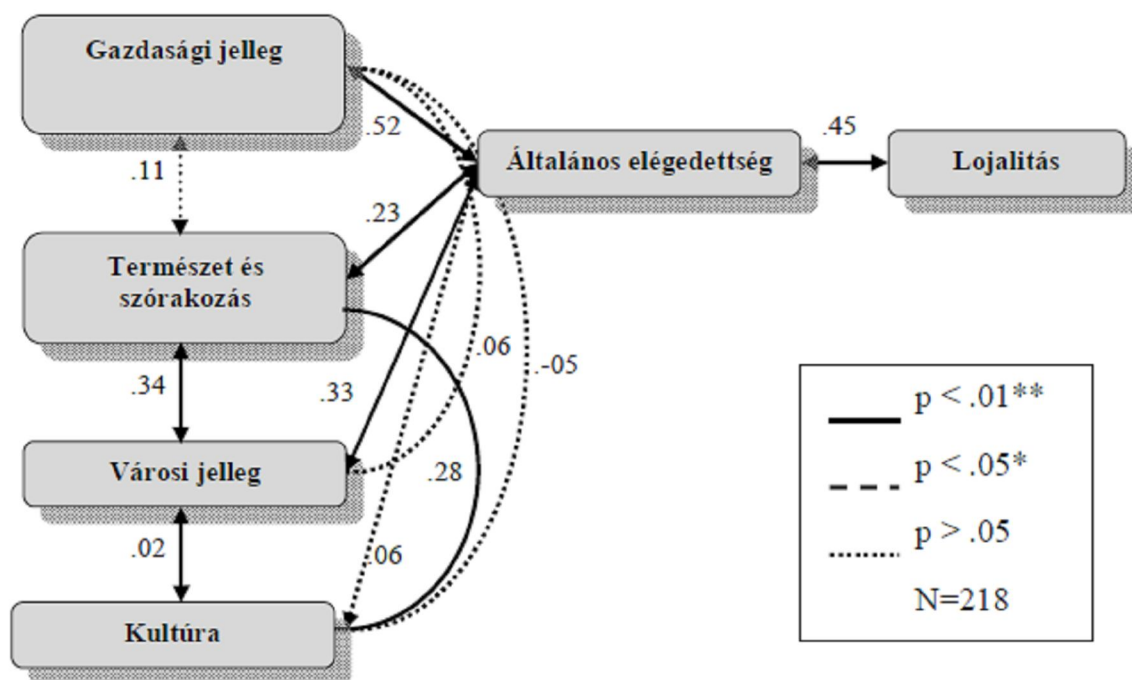 Gazdasági jelleg
.52
.45
Általános elégedettség
Lojalitás
.11
.23
Természet és
szórakozás
.06
.-05
.34
.33
p < .01**
Városi jelleg
.28
p < .05*
.02
.06
p > .05
N=218
Kultúra